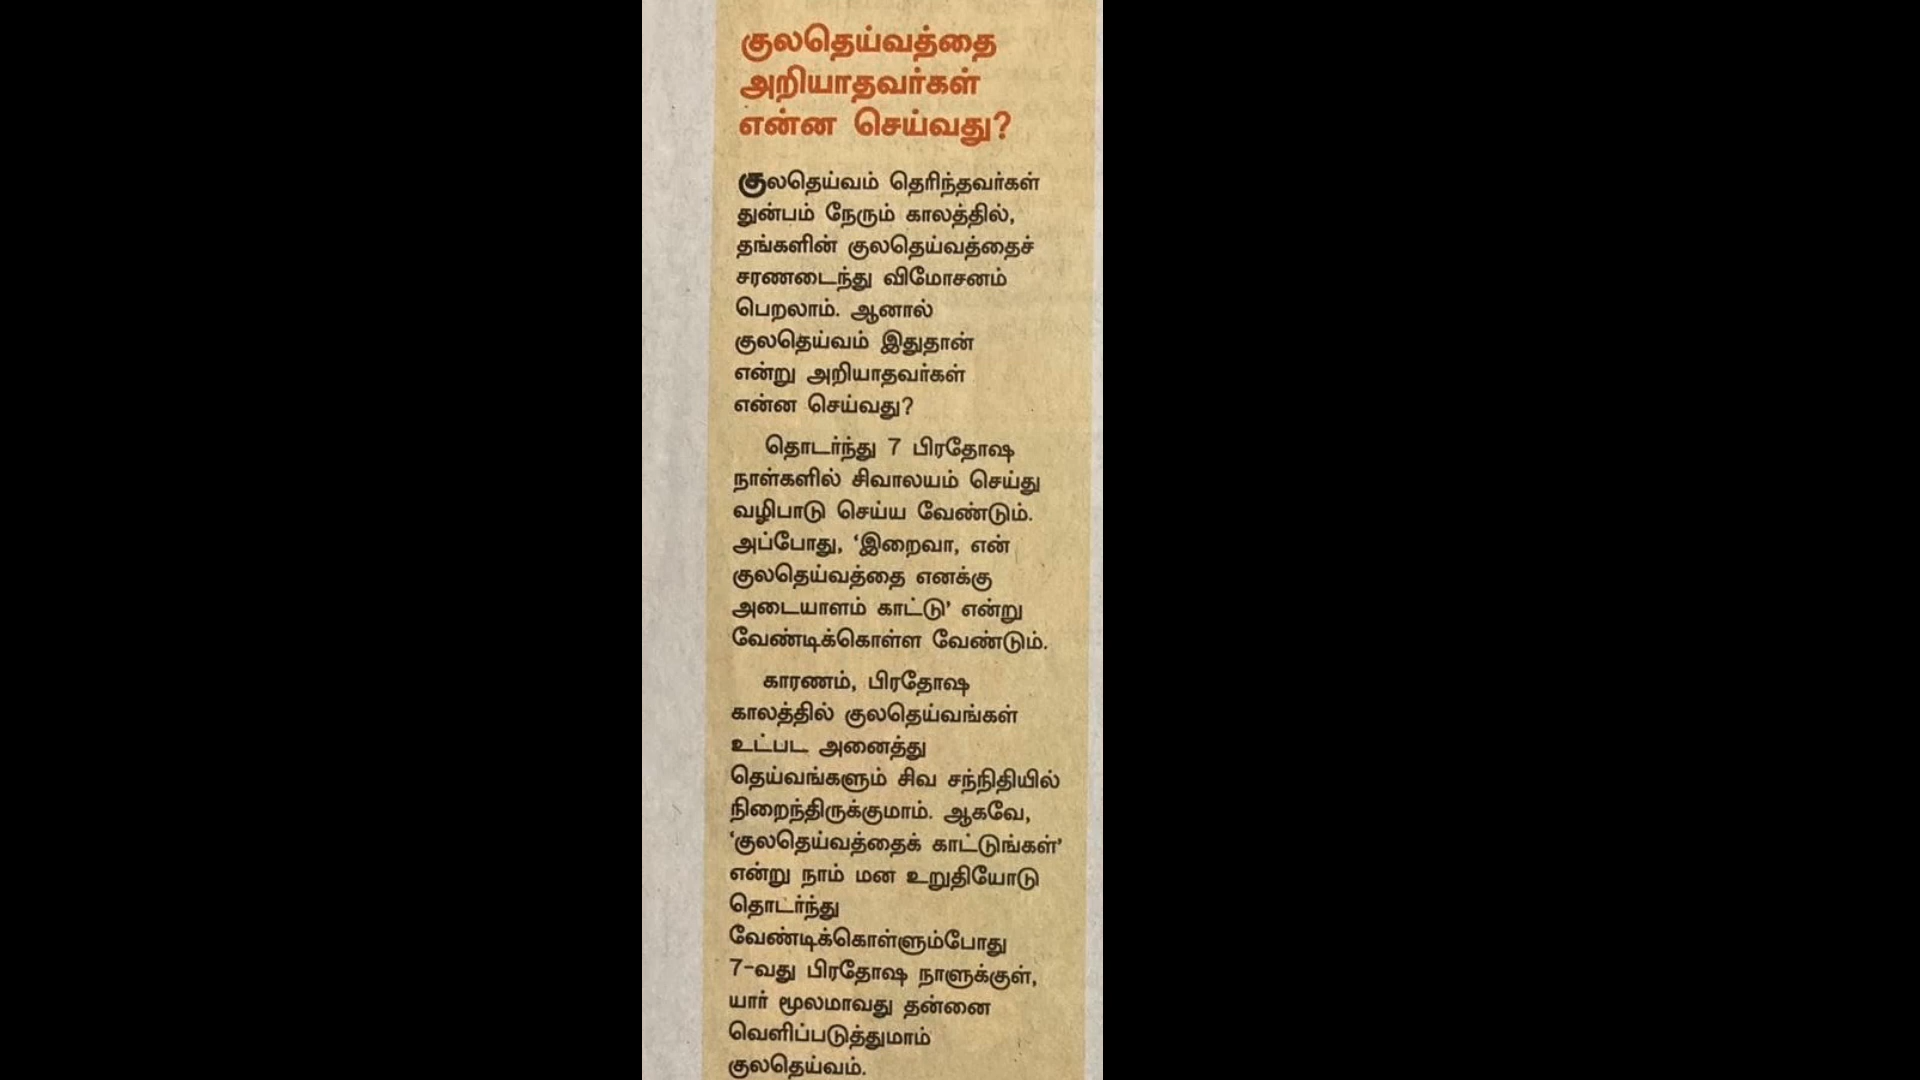 குலதெய்வத்தை
அறியாதவர்கள்
என்ன செய்வது?
குலதெய்வம் தெரிந்தவர்கள்
துன்பம் நேரும் காலத்தில்,
தங்களின் குலதெய்வத்தைச்
சரணடைந்து விமோசனம்
பெறலாம். ஆனால்
குலதெய்வம் இதுதான்
என்று அறியாதவர்கள்
என்ன செய்வது?
தொடர்ந்து 7 பிரதோஷ
நாள்களில் சிவாலயம் செய்து
வழிபாடு செய்ய வேண்டும்.
அப்போது, ‘இறைவா, என்
குலதெய்வத்தை எனக்கு
அடையாளம் காட்டு’ என்று
வேண்டிக்கொள்ள வேண்டும்.
காரணம், பிரதோஷ
காலத்தில் குலதெய்வங்கள்
உட்பட அனைத்து
தெய்வங்களும் சிவ சந்நிதியில்
நிறைந்திருக்குமாம். ஆகவே,
‘குலதெய்வத்தைக் காட்டுங்கள்’
என்று நாம் மன உறுதியோடு
தொடர்ந்து
வேண்டிக்கொள்ளும்போது
7-வது பிரதோஷ நாளுக்குள்,
யார் மூலமாவது தன்னை
வெளிப்படுத்துமாம்
குலதெய்வம்.